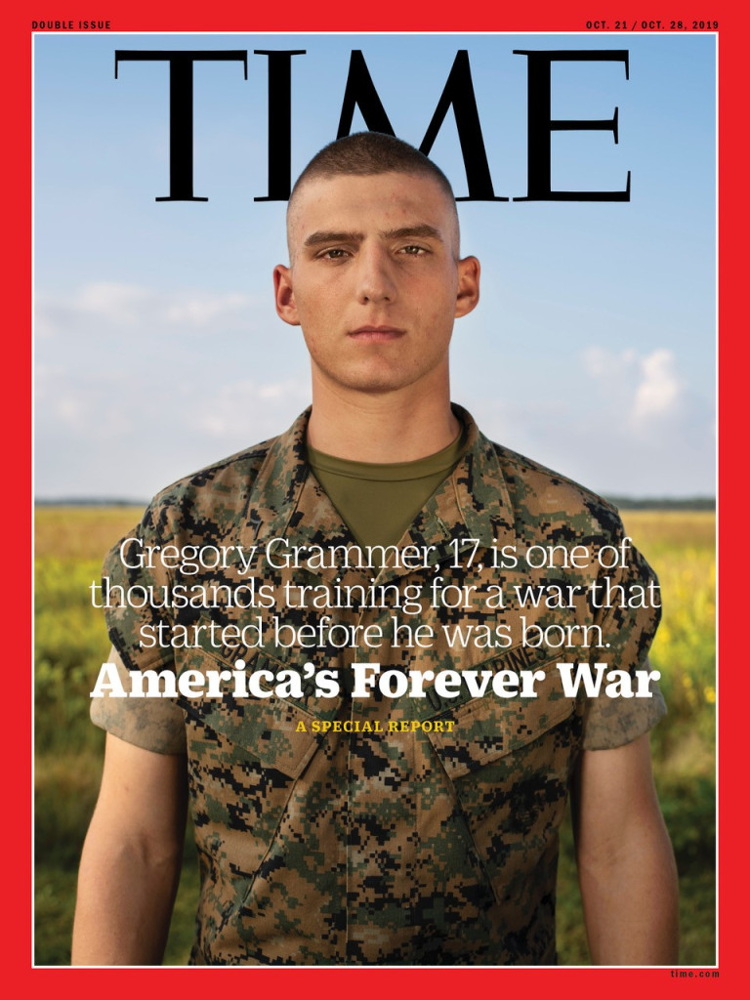 DOUBLE ISSUE
OCT. 21 / OCT. 28, 2019
TIME
Gregory Grammer, 17, is one of
thousands training for a war that
started before he was born.
America's Forever War
A SPECIAL REPORT
time.com